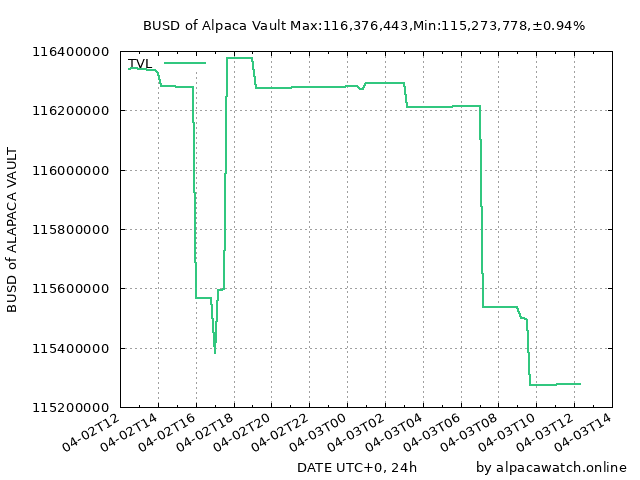 BUSD of Alpaca Vault Max:116,376,443,Min:115,273,778,±0.94%
TVL
116400000
116200000
116000000
115800000
115600000
115400000
115200000
BUSD of ALAPACA VAULT
04-02T12
04-02T14
04-02T16
04-02T18
04-02T20
04-02T22
04-03T00
04-03T02
04-03T04
04-03T06
04-03T08
04-03T10
04-03T12
04-03T14
DATE UTC+0, 24h
by alpacawatch.online